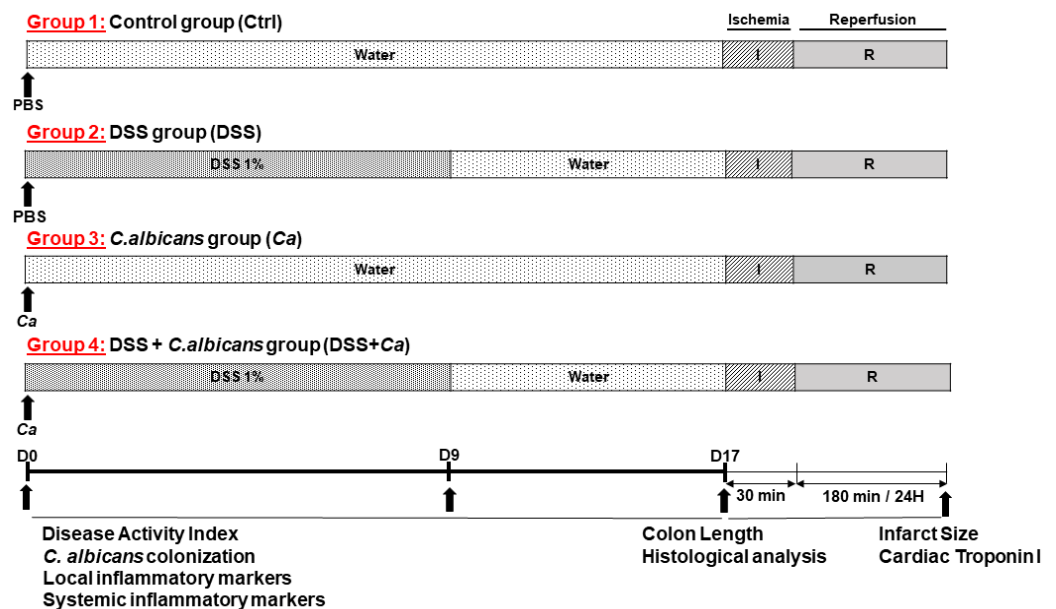 Group 1: Control group (Ctrl)
Ischemia Reperfusion
Water I R
PBS
Group 2: DSS group (DSS)
DSS 1% Water I R
PBS
Group 3: C.albicans group (Ca)
Water I R
Ca
Group 4: DSS + C.albicans group (DSS+Ca)
DSS 1% Water I R
Ca
D0 D9 D17
30 min 180 min / 24H
Disease Activity Index Colon Length Infarct Size
C. albicans colonization Histological analysis Cardiac Troponin I
Local inflammatory markers
Systemic inflammatory markers